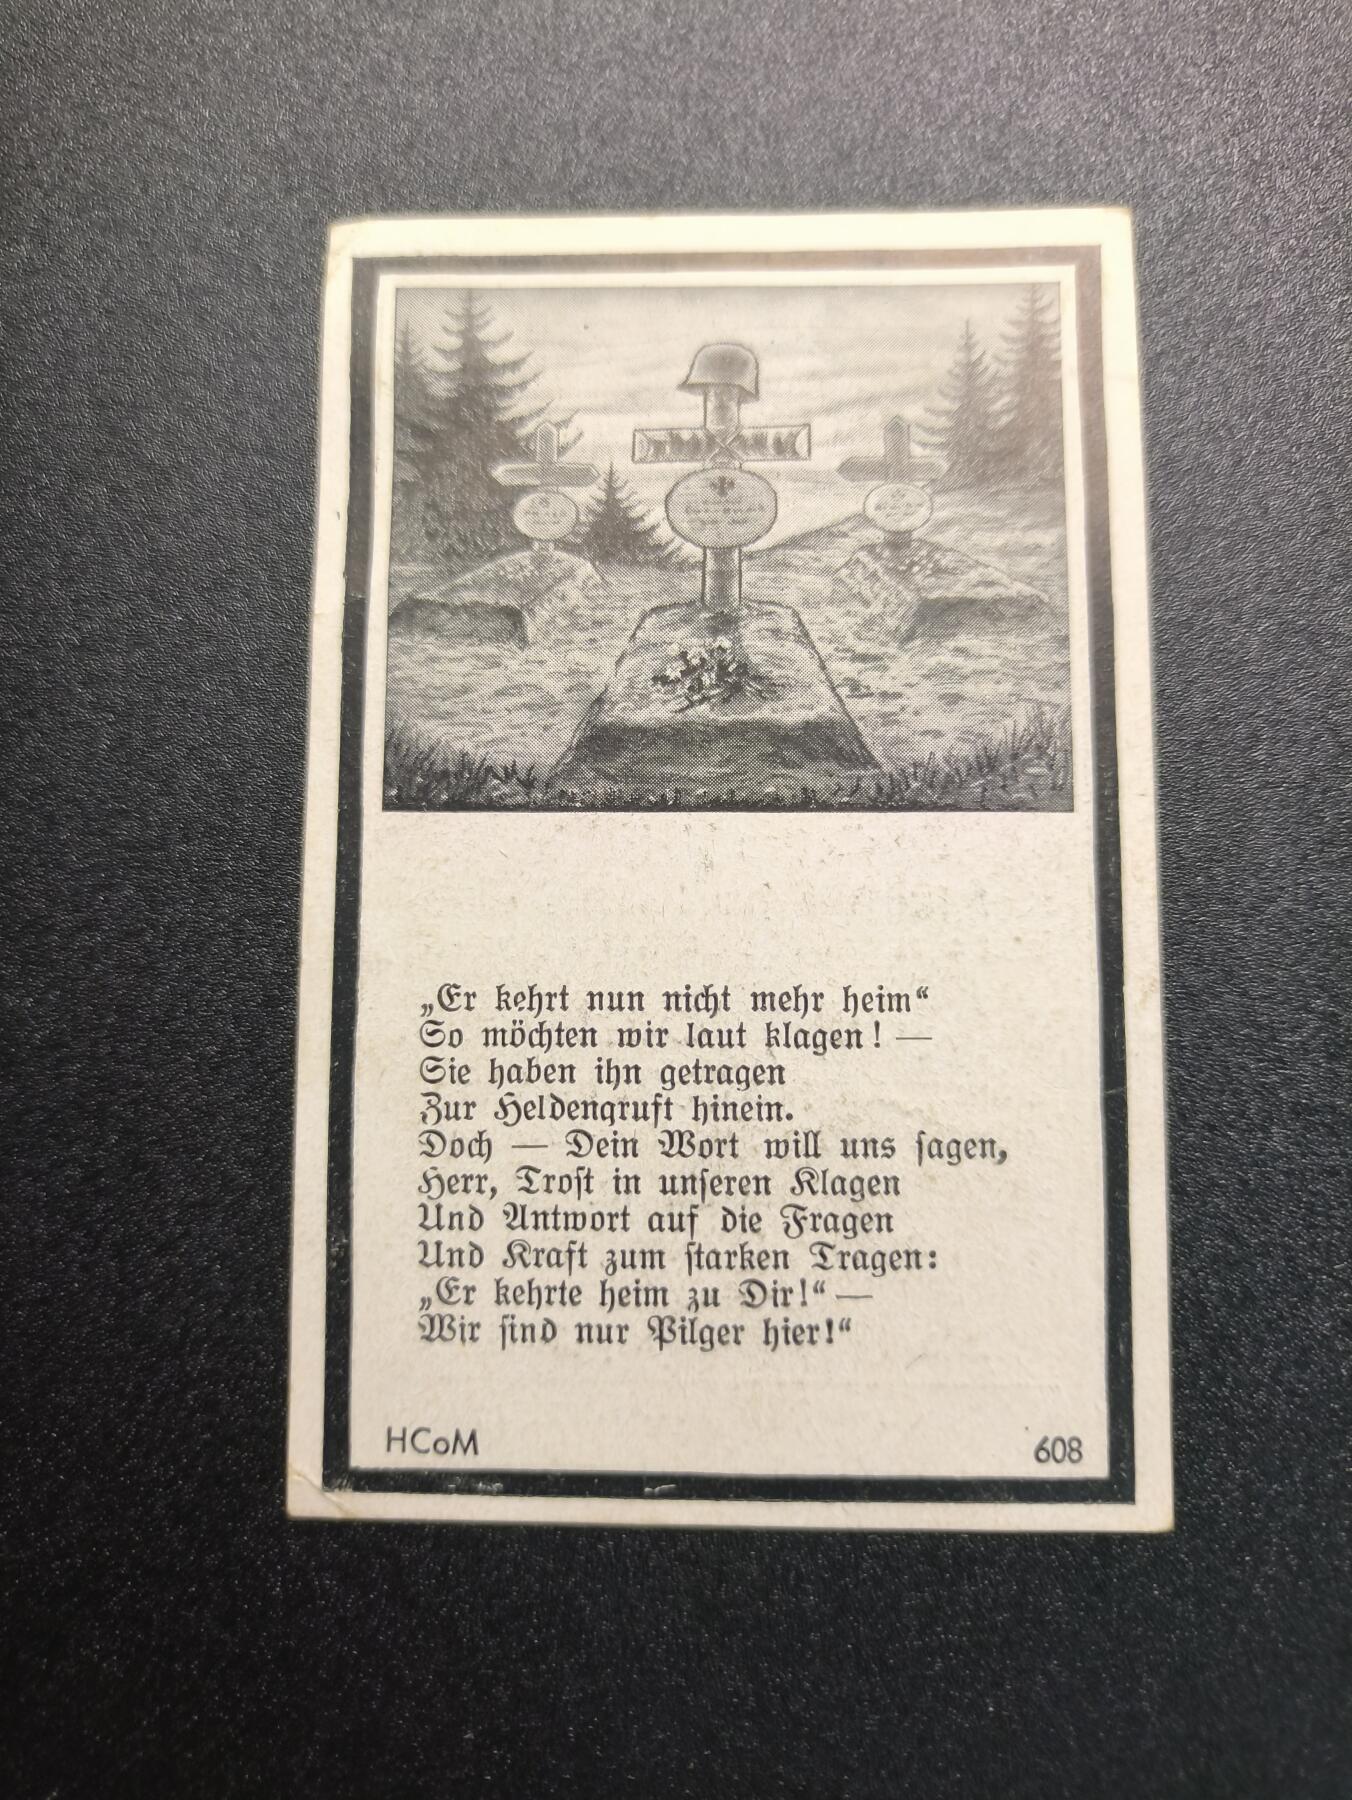 „Er kehrt nun nicht mehr heim“
So möchten wir laut klagen! —
Sie haben ihn getragen
Zur Heldengruft hinein.
Doch — Dein Wort will uns sagen,
Herr, Trost in unseren Klagen
Und Antwort auf die Fragen
Und Kraft zum starken Tragen:
„Er kehrte heim zu Dir!“ —
Wir sind nur Pilger hier!“
HCoM
608